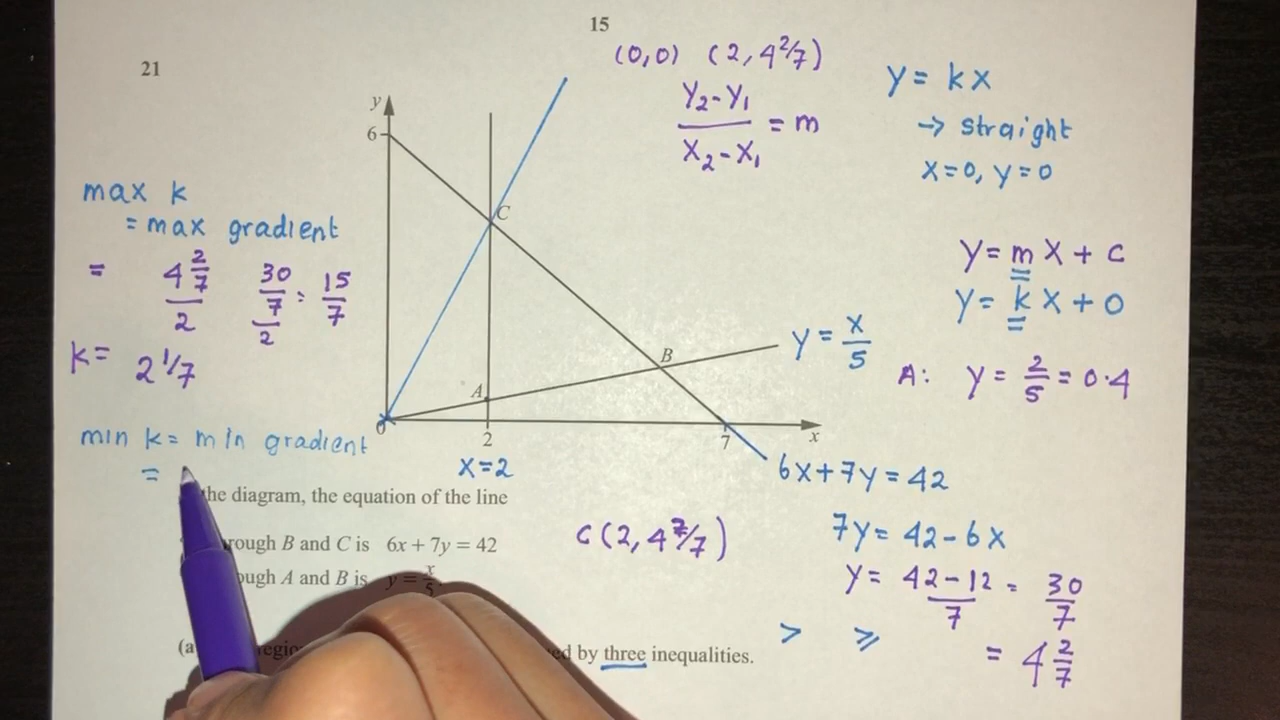 15
21
(0,0) (2, 4 2/7)
Y2-Y1
X2-X1
= m
y = kx
→ straight
x=0, y=0
max k
= max gradient
= 4 2/7
2
30/7
2
: 15/7
k = 2 1/7
min k = min gradient
=
y
6
C
B
A
0
2
7
x
x=2
y = x/5
6x+7y=42
y = mx + c
y = kx + 0
A: y = 2/5 = 0.4
the diagram, the equation of the line
rough B and C is 6x + 7y = 42
ough A and B is y = x/5
C(2, 4 2/7)
7y = 42-6x
y = 42-12/7 = 30/7
= 4 2/7
> ≥
(a
ed by three inequalities.